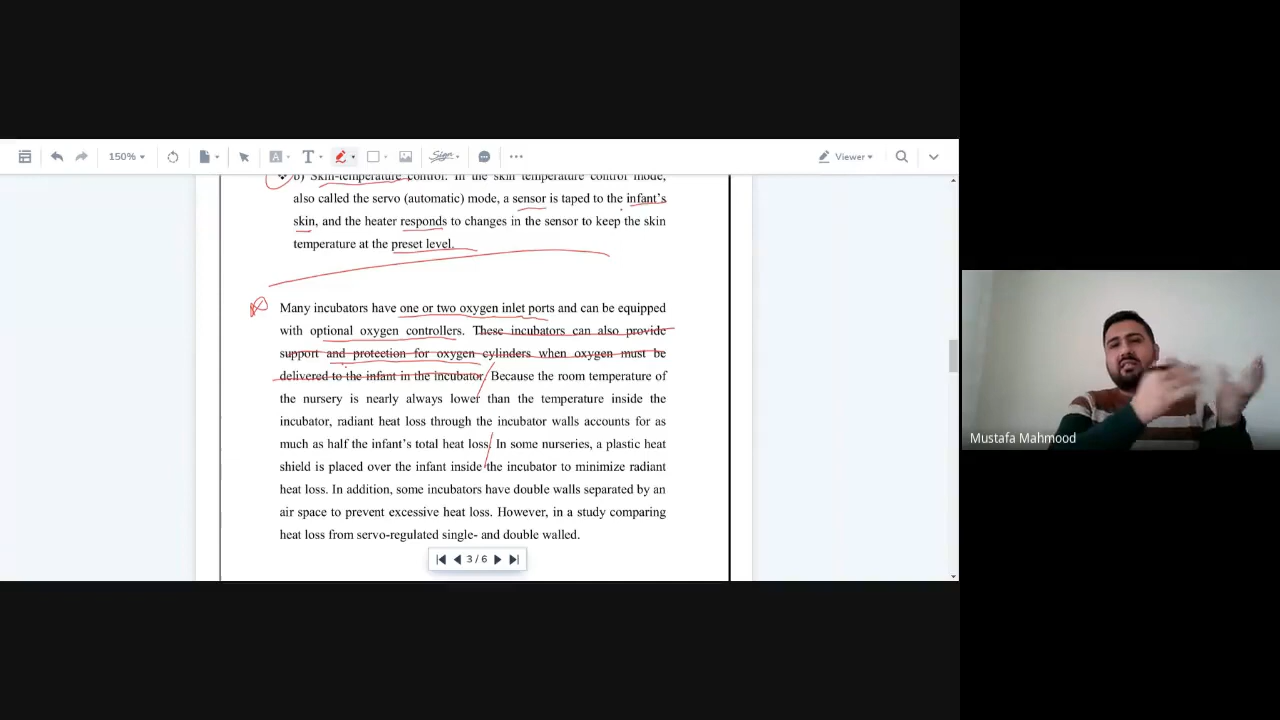 150%
T
Sign
Viewer
b) Skin-temperature control. In the skin temperature control mode,
also called the servo (automatic) mode, a sensor is taped to the infant's
skin, and the heater responds to changes in the sensor to keep the skin
temperature at the preset level.
Many incubators have one or two oxygen inlet ports and can be equipped
with optional oxygen controllers. These incubators can also provide
support and protection for oxygen cylinders when oxygen must be
delivered to the infant in the incubator. Because the room temperature of
the nursery is nearly always lower than the temperature inside the
incubator, radiant heat loss through the incubator walls accounts for as
much as half the infant's total heat loss. In some nurseries, a plastic heat
shield is placed over the infant inside the incubator to minimize radiant
heat loss. In addition, some incubators have double walls separated by an
air space to prevent excessive heat loss. However, in a study comparing
heat loss from servo-regulated single- and double walled.
3 / 6
Mustafa Mahmood